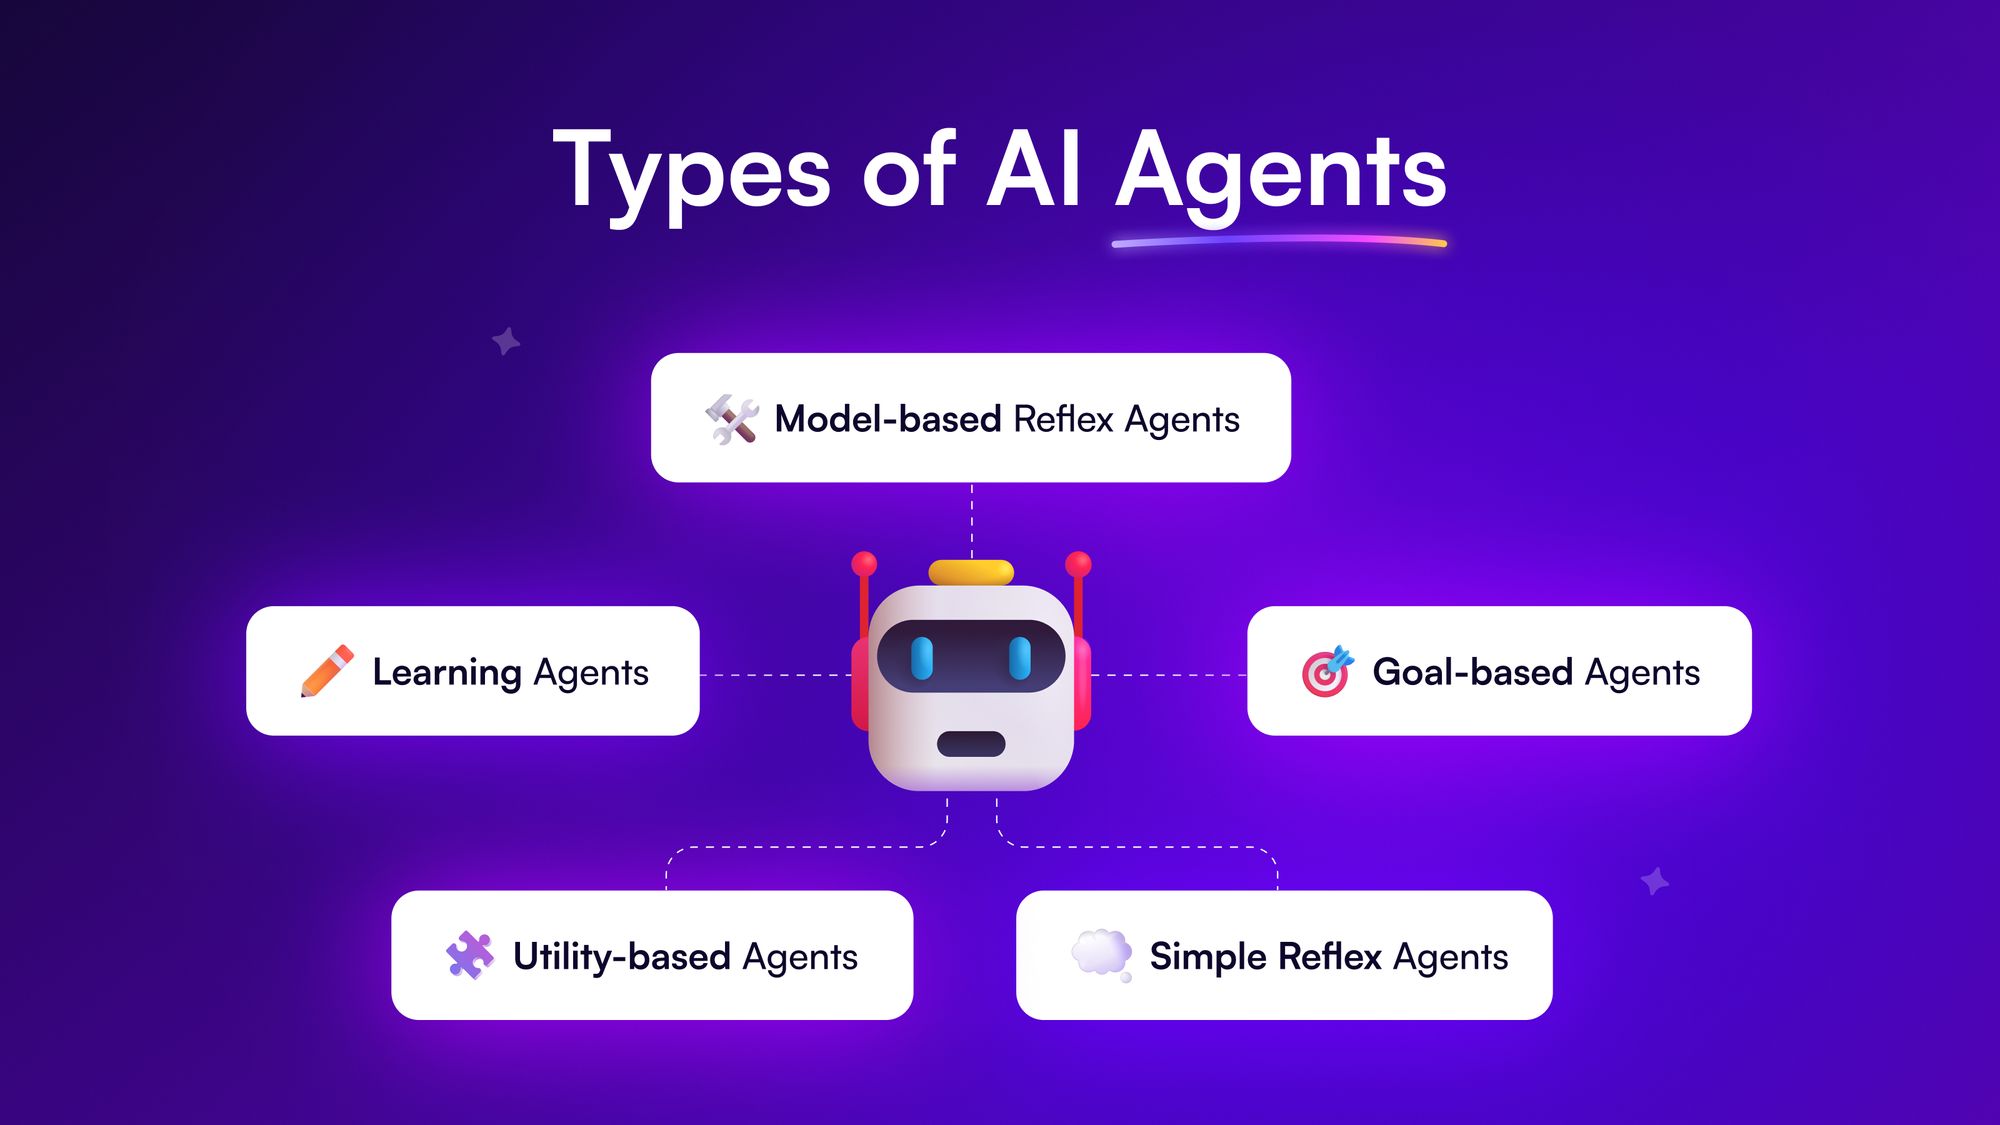 Types of AI Agents
Model-based Reflex Agents
Learning Agents
Goal-based Agents
Utility-based Agents
Simple Reflex Agents